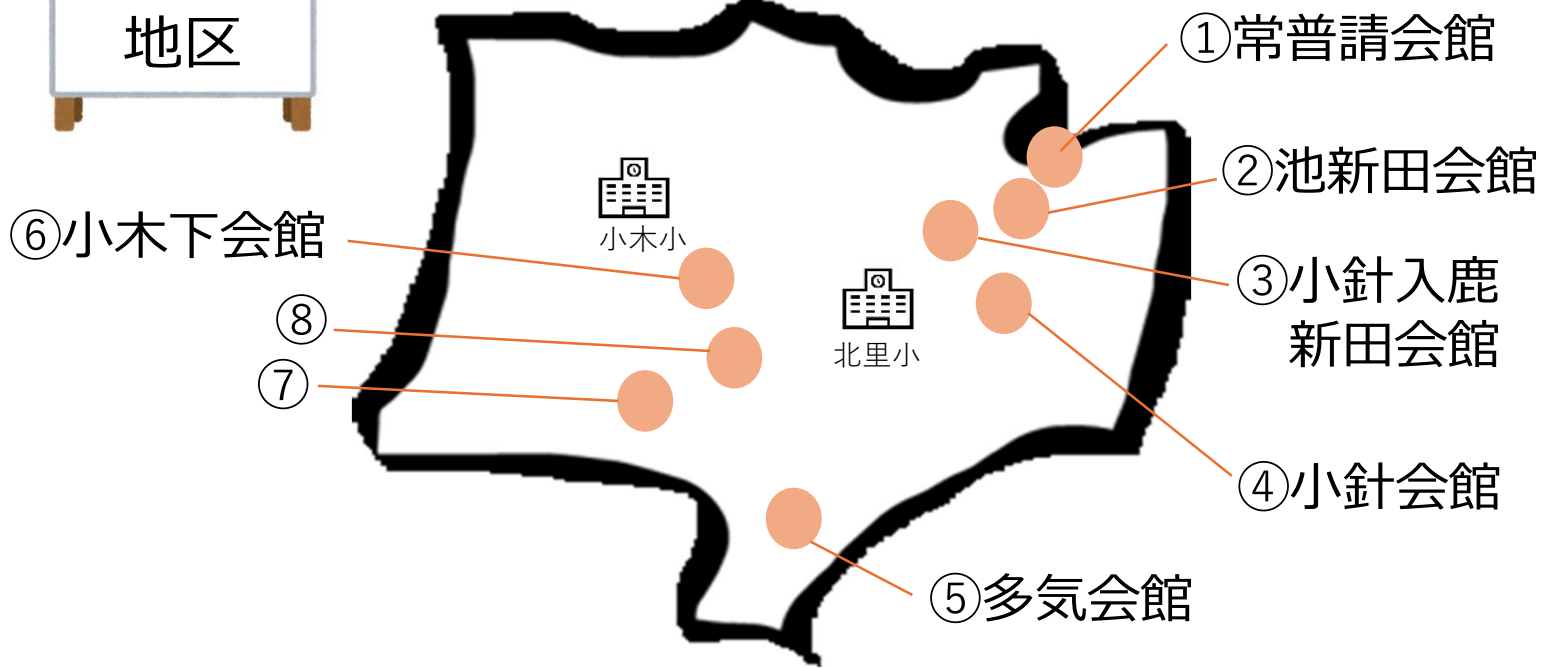 地区
①常普請会館
②池新田会館
⑥小木下会館
小木小
③小針入鹿
新田会館
⑧
北里小
⑦
④小針会館
⑤多気会館